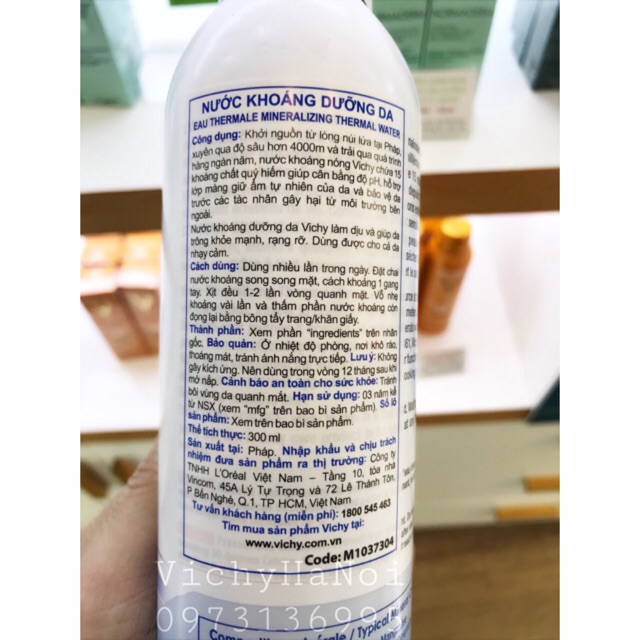 NƯỚC KHOÁNG DƯỠNG DA
EAU THERMALE MINERALIZING THERMAL WATER
Công dụng: Khởi nguồn từ lòng núi lửa tại Pháp,
xuyên qua độ sâu hơn 4000m và trải qua quá trình
hàng ngàn năm, nước khoáng nóng Vichy chứa 15
khoáng chất quý hiếm giúp cân bằng độ pH, hỗ trợ
lớp màng giữ ẩm tự nhiên của da và bảo vệ da
trước các tác nhân gây hại từ môi trường bên
ngoài.
Nước khoáng dưỡng da Vichy làm dịu và giúp da
trông khỏe mạnh, rạng rỡ. Dùng được cho cả da
nhạy cảm.
Cách dùng: Dùng nhiều lần trong ngày. Đặt chai
nước khoáng song song mặt, cách khoảng 1 gang
tay. Xịt đều 1-2 lần vòng quanh mặt. Vỗ nhẹ
khoảng vài lần và thấm phần nước khoáng còn
đọng lại bằng bông tẩy trang/khăn giấy.
Thành phần: Xem phần "ingredients" trên nhãn
gốc. Bảo quản: Ở nhiệt độ phòng, nơi khô ráo,
thoáng mát, tránh ánh nắng trực tiếp. Lưu ý: Không
gây kích ứng. Nên dùng trong vòng 12 tháng sau khi
mở nắp. Cảnh báo an toàn cho sức khỏe: Tránh
bôi vùng da quanh mắt. Hạn sử dụng: 03 năm kể
từ NSX (xem "mfg" trên bao bì sản phẩm). Số lô
sản phẩm: Xem trên bao bì sản phẩm.
Thể tích thực: 300 ml
Sản xuất tại: Pháp. Nhập khẩu và chịu trách
nhiệm đưa sản phẩm ra thị trường: Công ty
TNHH L'Oréal Việt Nam – Tầng 10, tòa nhà
Vincom, 45A Lý Tự Trọng và 72 Lê Thánh Tôn,
P Bến Nghé, Q.1, TP HCM, Việt Nam
Tư vấn khách hàng (miễn phí): 1800 545 463
Tìm mua sản phẩm Vichy tại:
www.vichy.com.vn
Code: M1037304
VichyHaNoi
0973136996
/ Typical Mineral